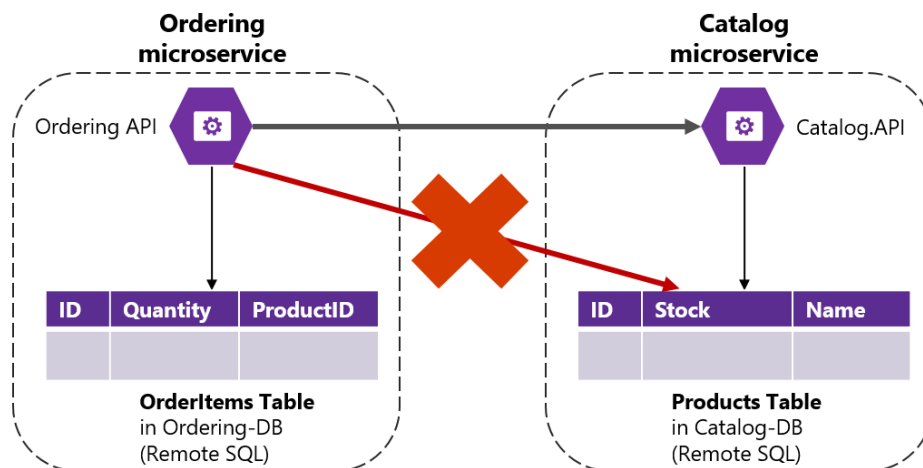 Ordering
microservice
Catalog
microservice
Ordering API
Catalog.API
ID Quantity ProductID
ID Stock Name
OrderItems Table
in Ordering-DB
(Remote SQL)
Products Table
in Catalog-DB
(Remote SQL)